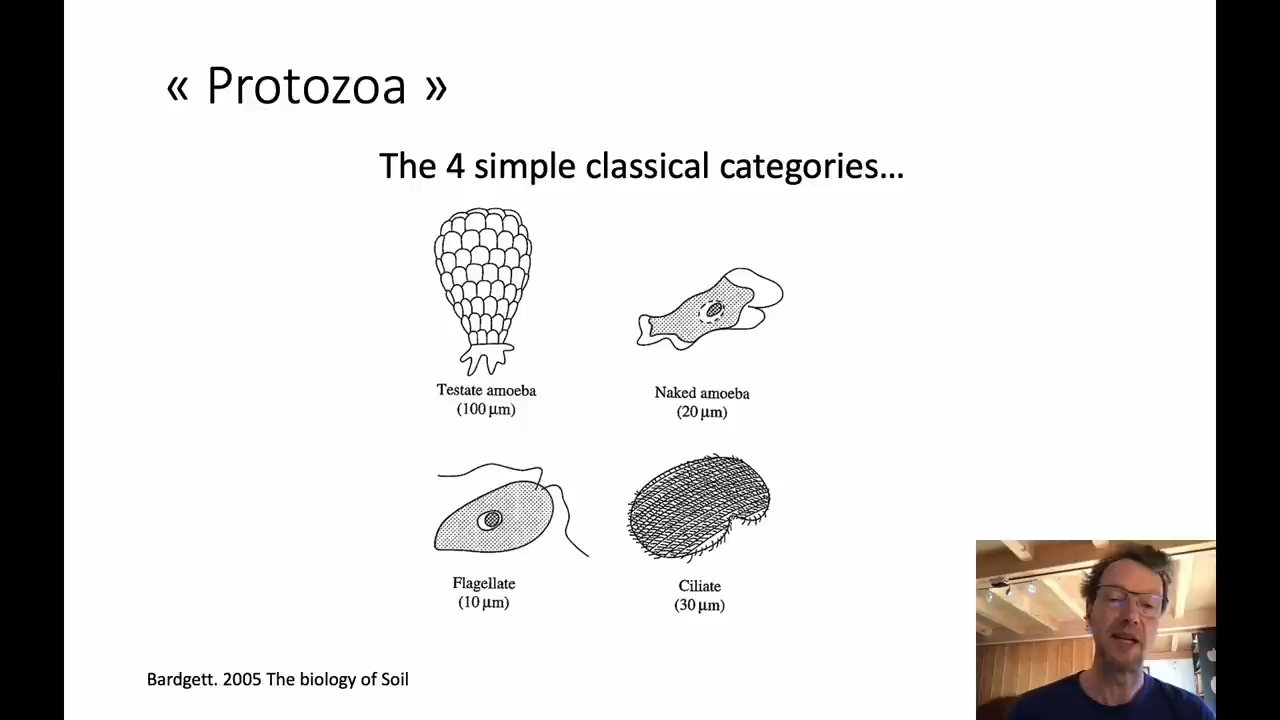 « Protozoa »
The 4 simple classical categories...
Testate amoeba
(100 µm)
Naked amoeba
(20 µm)
Flagellate
(10 µm)
Ciliate
(30 µm)
Bardgett. 2005 The biology of Soil